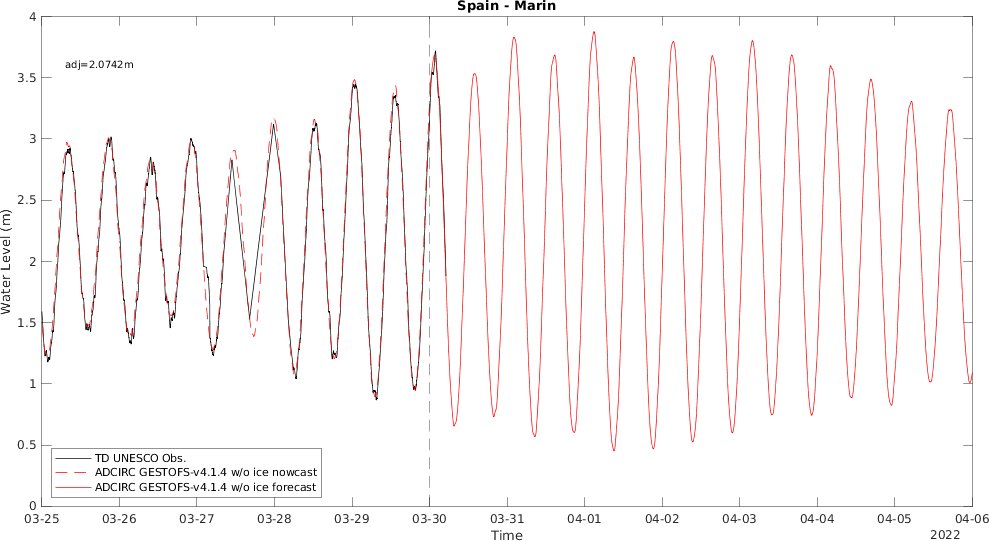 Spain - Marin
4
adj=2.0742m
3.5
3
2.5
2
1.5
1
0.5
0
Water Level (m)
TD UNESCO Obs.
ADCIRC GESTOFS-v4.1.4 w/o ice nowcast
ADCIRC GESTOFS-v4.1.4 w/o ice forecast
03-25 03-26 03-27 03-28 03-29 03-30 03-31 04-01 04-02 04-03 04-04 04-05 04-06
Time
2022